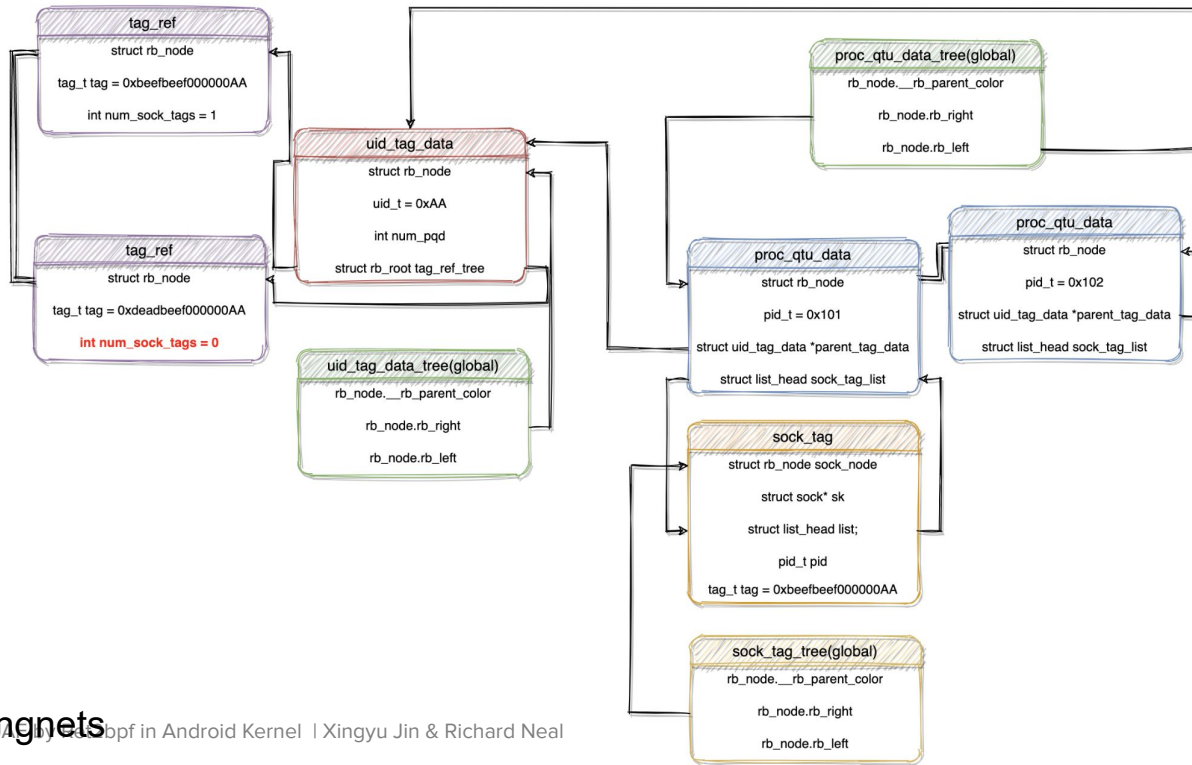 tag_ref
struct rb_node
tag_t tag = 0xbeefbeef000000AA
int num_sock_tags = 1
tag_ref
struct rb_node
tag_t tag = 0xdeadbeef000000AA
int num_sock_tags = 0
uid_tag_data
struct rb_node
uid_t = 0xAA
int num_pqd
struct rb_root tag_ref_tree
uid_tag_data_tree(global)
rb_node.__rb_parent_color
rb_node.rb_right
rb_node.rb_left
proc_qtu_data_tree(global)
rb_node.__rb_parent_color
rb_node.rb_right
rb_node.rb_left
proc_qtu_data
struct rb_node
pid_t = 0x101
struct uid_tag_data *parent_tag_data
struct list_head sock_tag_list
proc_qtu_data
struct rb_node
pid_t = 0x102
struct uid_tag_data *parent_tag_data
struct list_head sock_tag_list
sock_tag
struct rb_node sock_node
struct sock* sk
struct list_head list;
pid_t pid
tag_t tag = 0xbeefbeef000000AA
sock_tag_tree(global)
rb_node.__rb_parent_color
rb_node.rb_right
rb_node.rb_left
bpf in Android Kernel | Xingyu Jin & Richard Neal